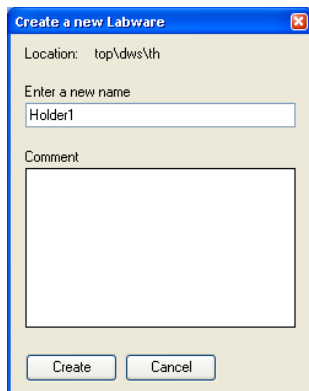 Create a new Labware
Location: top\dws\th
Enter a new name
Holder1
Comment
Create Cancel